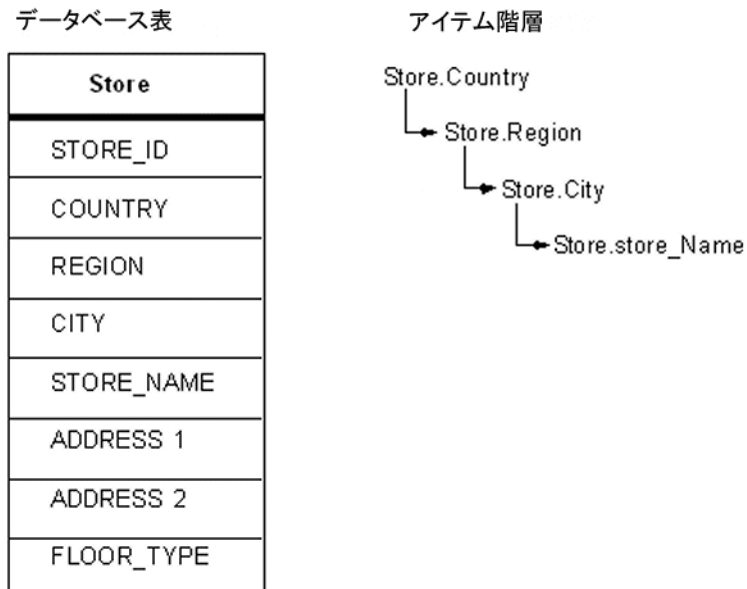 データベース表
アイテム階層
Store
STORE_ID
COUNTRY
REGION
CITY
STORE_NAME
ADDRESS 1
ADDRESS 2
FLOOR_TYPE
Store.Country
Store.Region
Store.City
Store.store_Name